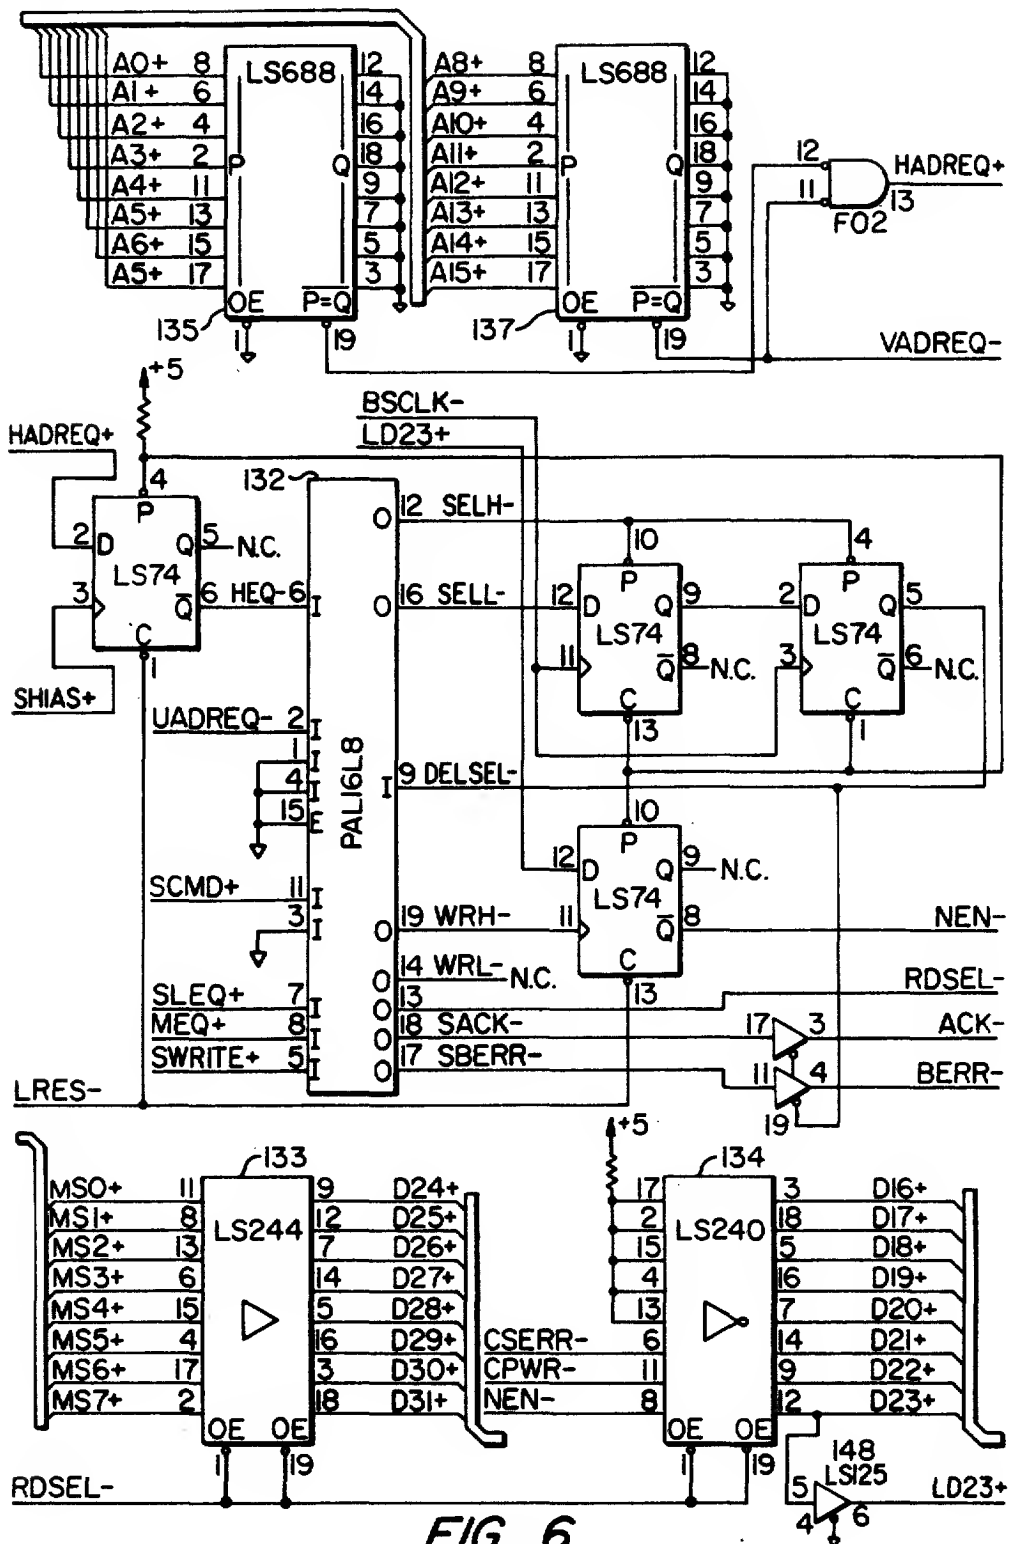 LS688 LS688
A0+ 8 12 A8+ 8 12
A1+ 6 14 A9+ 6 14
A2+ 4 16 A10+ 4 16
A3+ 2 P Q 18 A11+ 2 P Q 18
A4+ 11 9 A12+ 11 9
A5+ 13 7 A13+ 13 7
A6+ 15 5 A14+ 15 5
A5+ 17 3 A15+ 17 3
OE P=Q OE P=Q
135 1 19 137 1 19
12 HADREQ+
11 13
F02
VADREQ-
+5
BSCLK-
LD23+
HADREQ+
4 132
P
2 D Q 5 N.C.
LS74
3 Q 6 HEQ- 6 I
C
1
SHIAS+
O 12 SELH-
10 4
P P
O 16 SELL- 12 D Q 9 2 D Q 5
LS74 LS74
11 Q 8 N.C. 3 Q 6 N.C.
C C
13 1
UADREQ- 2 I
1 I
4 I
15 E
PAL16L8
I 9 DELSEL-
10
P
12 D Q 9 N.C.
LS74
SCMD+ 11 I
3 I
O 19 WRH- 11 Q 8 NEN-
C
13
O 14 WRL- N.C.
O 13 RDSEL-
SLEQ+ 7 I
MEQ+ 8 I
SWRITE+ 5 I
O 18 SACK- 17 3 ACK-
O 17 SBERR- 11 4 BERR-
19
LRES-
+5
133 134
LS244 LS240
MS0+ 11 9 D24+ 17 3 D16+
MS1+ 8 12 D25+ 2 18 D17+
MS2+ 13 7 D26+ 15 5 D18+
MS3+ 6 14 D27+ 4 16 D19+
MS4+ 15 5 D28+ 13 7 D20+
MS5+ 4 16 D29+ CSERR- 6 14 D21+
MS6+ 17 3 D30+ CPWR- 11 9 D22+
MS7+ 2 18 D31+ NEN- 8 12 D23+
OE OE OE OE
1 19 1 19
148
LS125
RDSEL-
5 6 LD23+
4
FIG 6